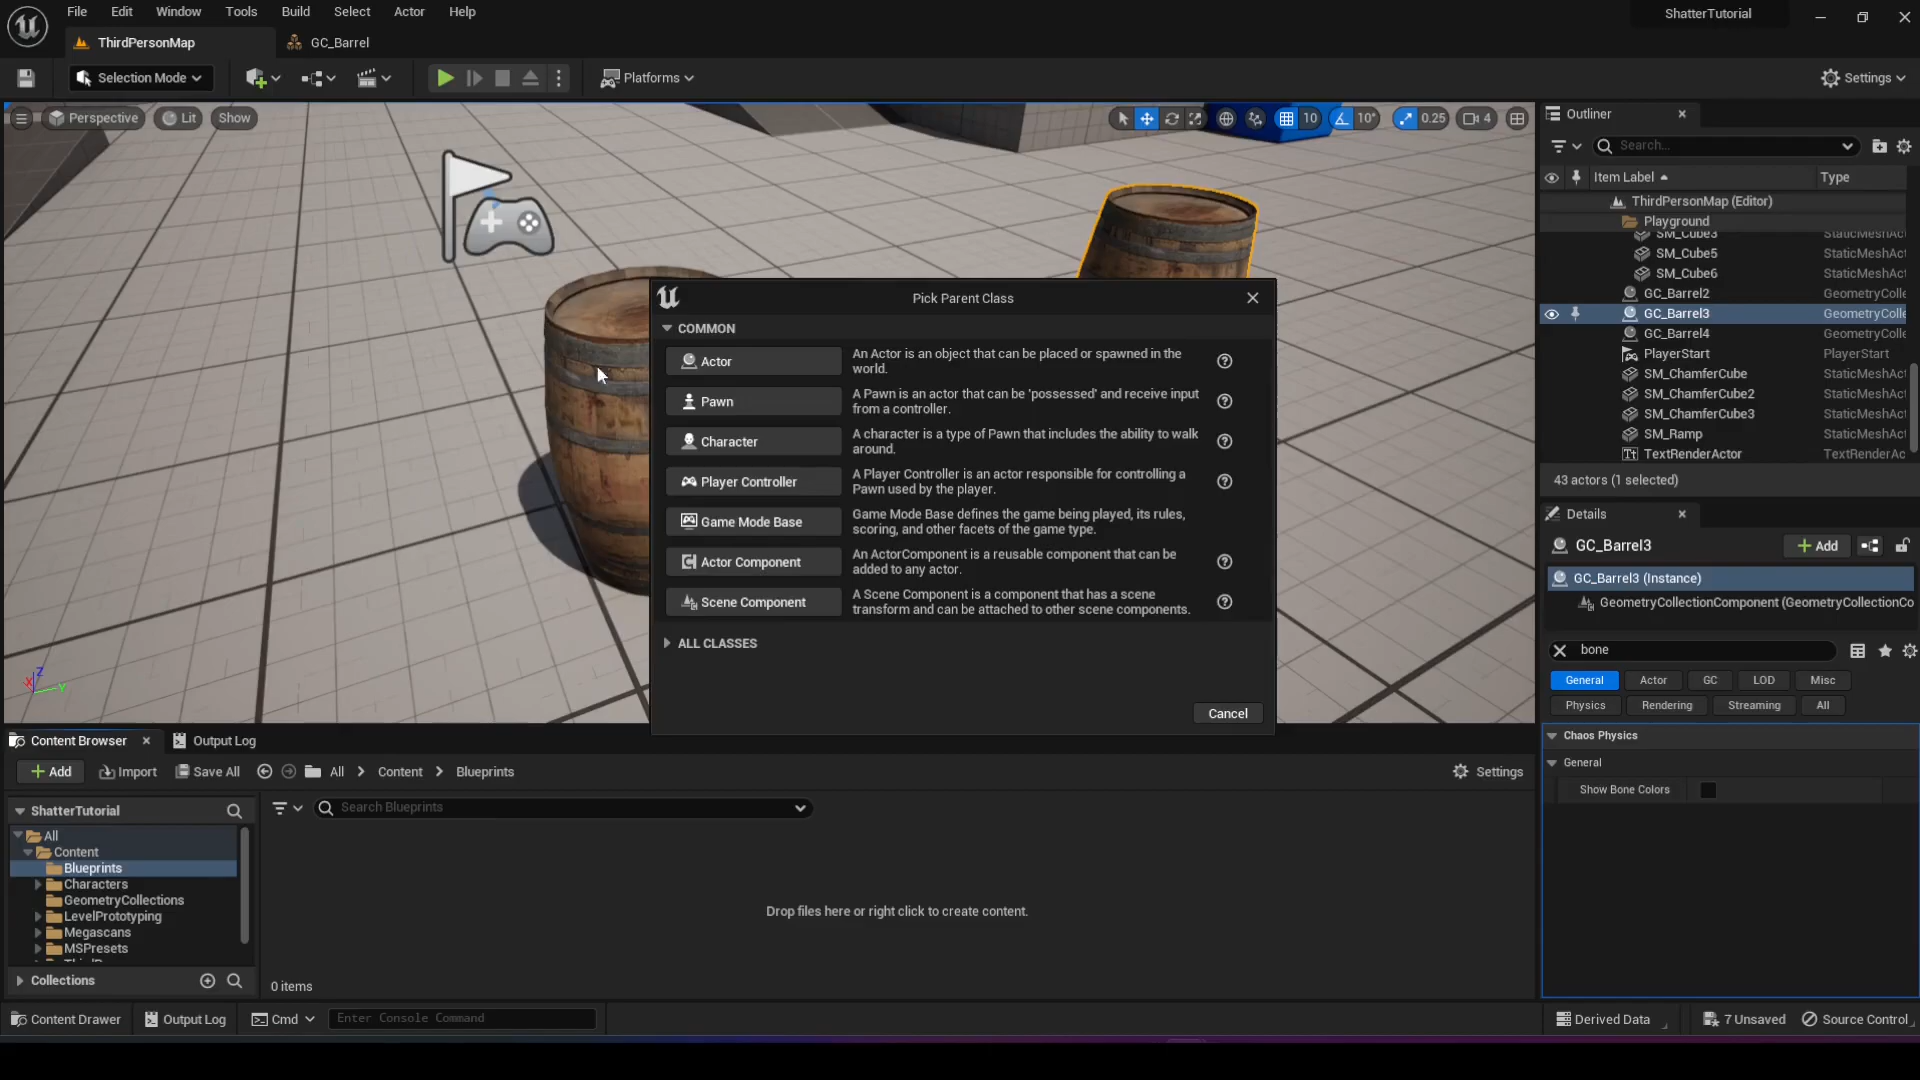 File Edit Window Tools Build Select Actor Help
ShatterTutorial
ThirdPersonMap
GC_Barrel
Selection Mode
Platforms
Settings
Perspective Lit Show
10 10° 0.25 4
Outliner
Search...
Item Label Type
ThirdPersonMap (Editor)
Playground
SM_Cube3 StaticMeshAct
SM_Cube5 StaticMeshAct
SM_Cube6 StaticMeshAct
GC_Barrel2 GeometryColle
GC_Barrel3 GeometryColle
GC_Barrel4 GeometryColle
PlayerStart PlayerStart
SM_ChamferCube StaticMeshAct
SM_ChamferCube2 StaticMeshAct
SM_ChamferCube3 StaticMeshAct
SM_Ramp StaticMeshAct
TextRenderActor TextRenderAc
43 actors (1 selected)
Details
GC_Barrel3
Add
GC_Barrel3 (Instance)
GeometryCollectionComponent (GeometryCollectionCo
bone
General Actor GC LOD Misc
Physics Rendering Streaming All
Chaos Physics
General
Show Bone Colors
Pick Parent Class
COMMON
Actor
An Actor is an object that can be placed or spawned in the
world.
Pawn
A Pawn is an actor that can be 'possessed' and receive input
from a controller.
Character
A character is a type of Pawn that includes the ability to walk
around.
Player Controller
A Player Controller is an actor responsible for controlling a
Pawn used by the player.
Game Mode Base
Game Mode Base defines the game being played, its rules,
scoring, and other facets of the game type.
Actor Component
An ActorComponent is a reusable component that can be
added to any actor.
Scene Component
A Scene Component is a component that has a scene
transform and can be attached to other scene components.
ALL CLASSES
Cancel
Z
X
Y
Content Browser
Output Log
Add Import Save All All Content Blueprints
Settings
ShatterTutorial
Search Blueprints
All
Content
Blueprints
Characters
GeometryCollections
LevelPrototyping
Megascans
MSPresets
Drop files here or right click to create content.
Collections
0 items
Content Drawer Output Log Cmd Enter Console Command
Derived Data 7 Unsaved Source Control